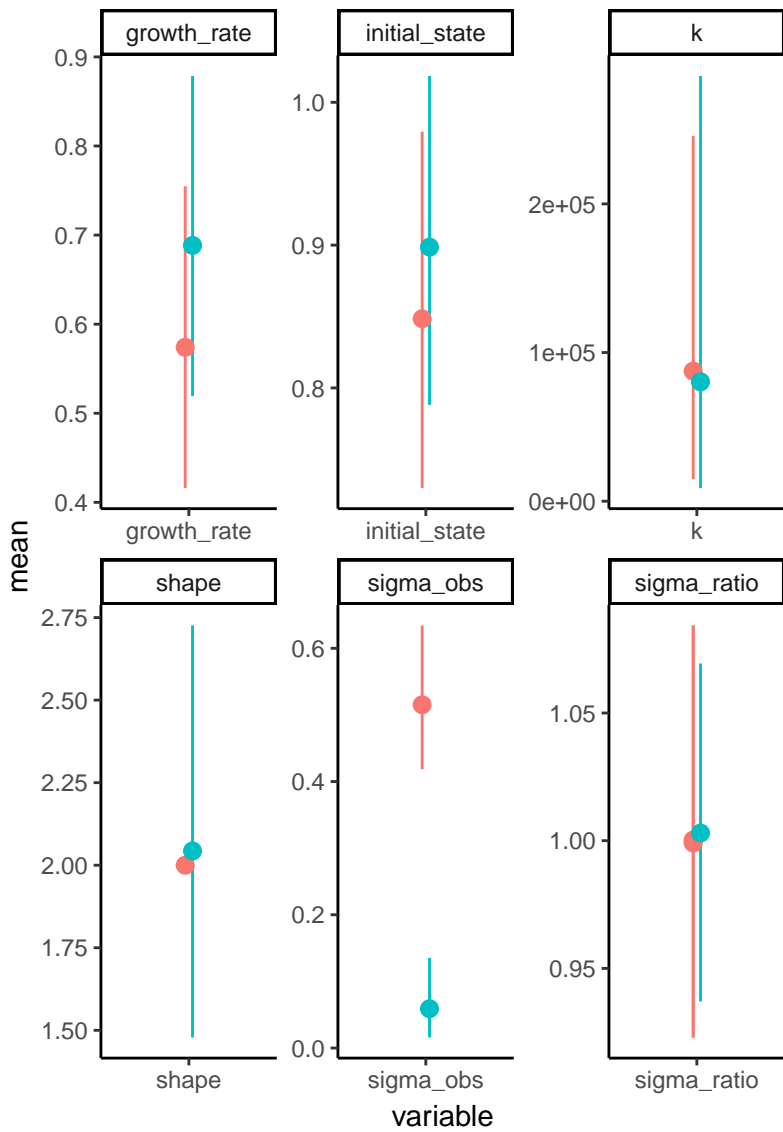 mean
growth_rate
0.9
0.8
0.7
0.6
0.5
0.4
growth_rate
initial_state
1.0
0.9
0.8
initial_state
k
2e+05
1e+05
0e+00
k
shape
2.75
2.50
2.25
2.00
1.75
1.50
shape
sigma_obs
0.6
0.4
0.2
0.0
sigma_obs
sigma_ratio
1.05
1.00
0.95
sigma_ratio
variable